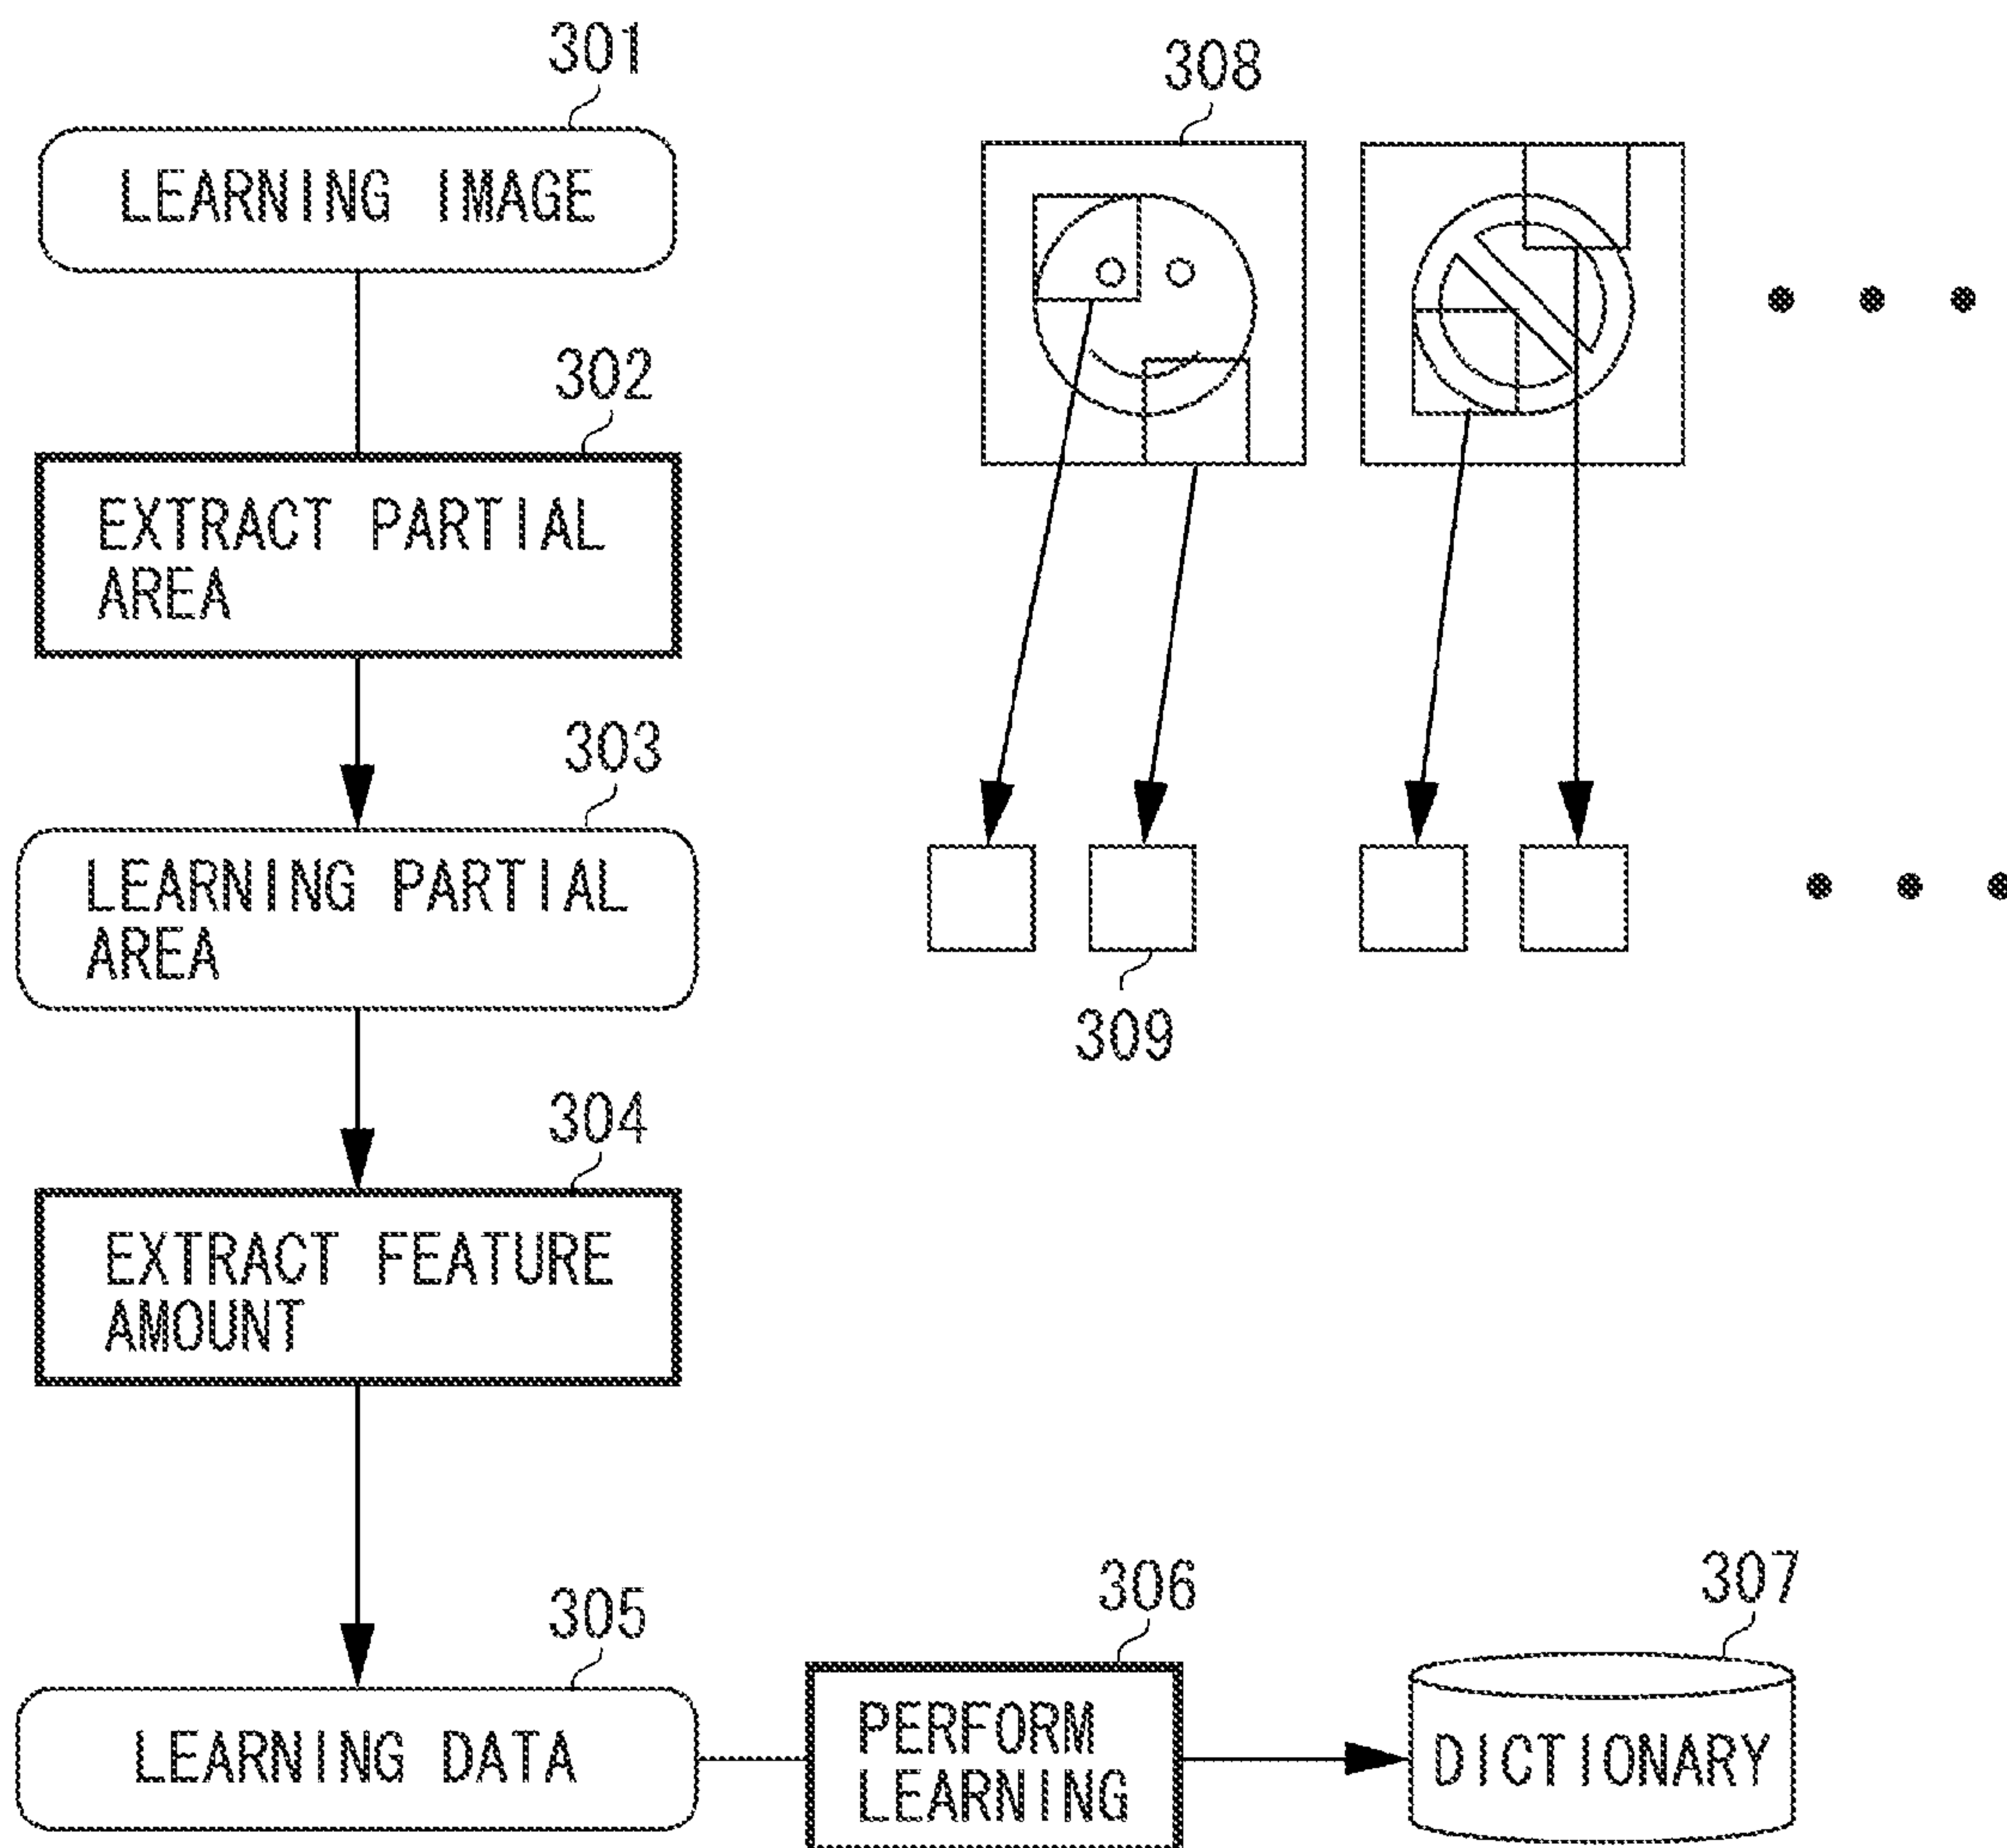 301
308
LEARNING IMAGE
302
EXTRACT PARTIAL
AREA
303
LEARNING PARTIAL
AREA
309
304
EXTRACT FEATURE
AMOUNT
305
306
307
LEARNING DATA
PERFORM
LEARNING
DICTIONARY